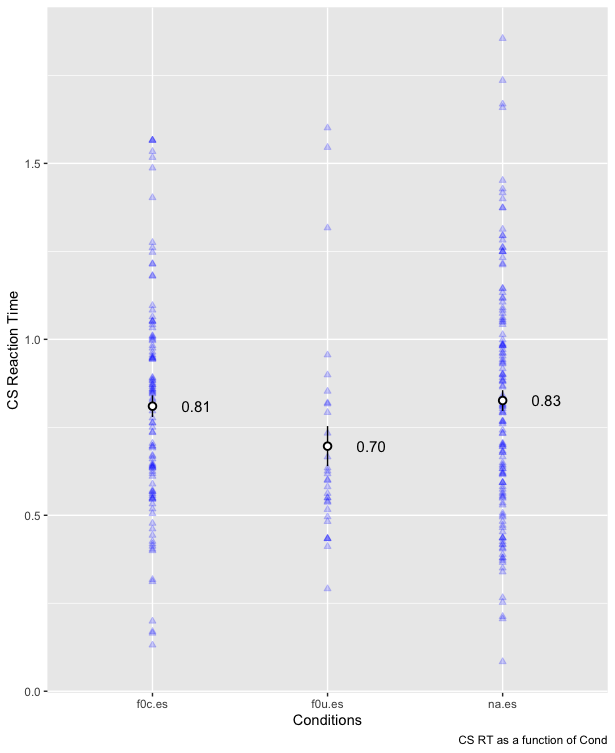 CS Reaction Time
1.5
1.0
0.5
0.0
0.81
0.70
0.83
f0c.es
f0u.es
na.es
Conditions
CS RT as a function of Cond